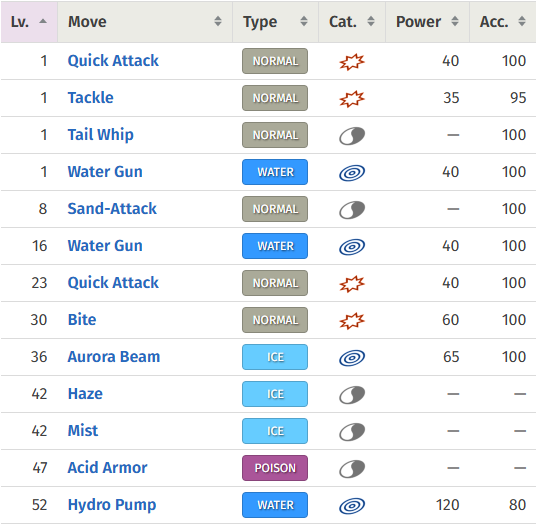 Lv. Move Type Cat. Power Acc.
1 Quick Attack NORMAL 40 100
1 Tackle NORMAL 35 95
1 Tail Whip NORMAL — 100
1 Water Gun WATER 40 100
8 Sand-Attack NORMAL — 100
16 Water Gun WATER 40 100
23 Quick Attack NORMAL 40 100
30 Bite NORMAL 60 100
36 Aurora Beam ICE 65 100
42 Haze ICE — —
42 Mist ICE — —
47 Acid Armor POISON — —
52 Hydro Pump WATER 120 80